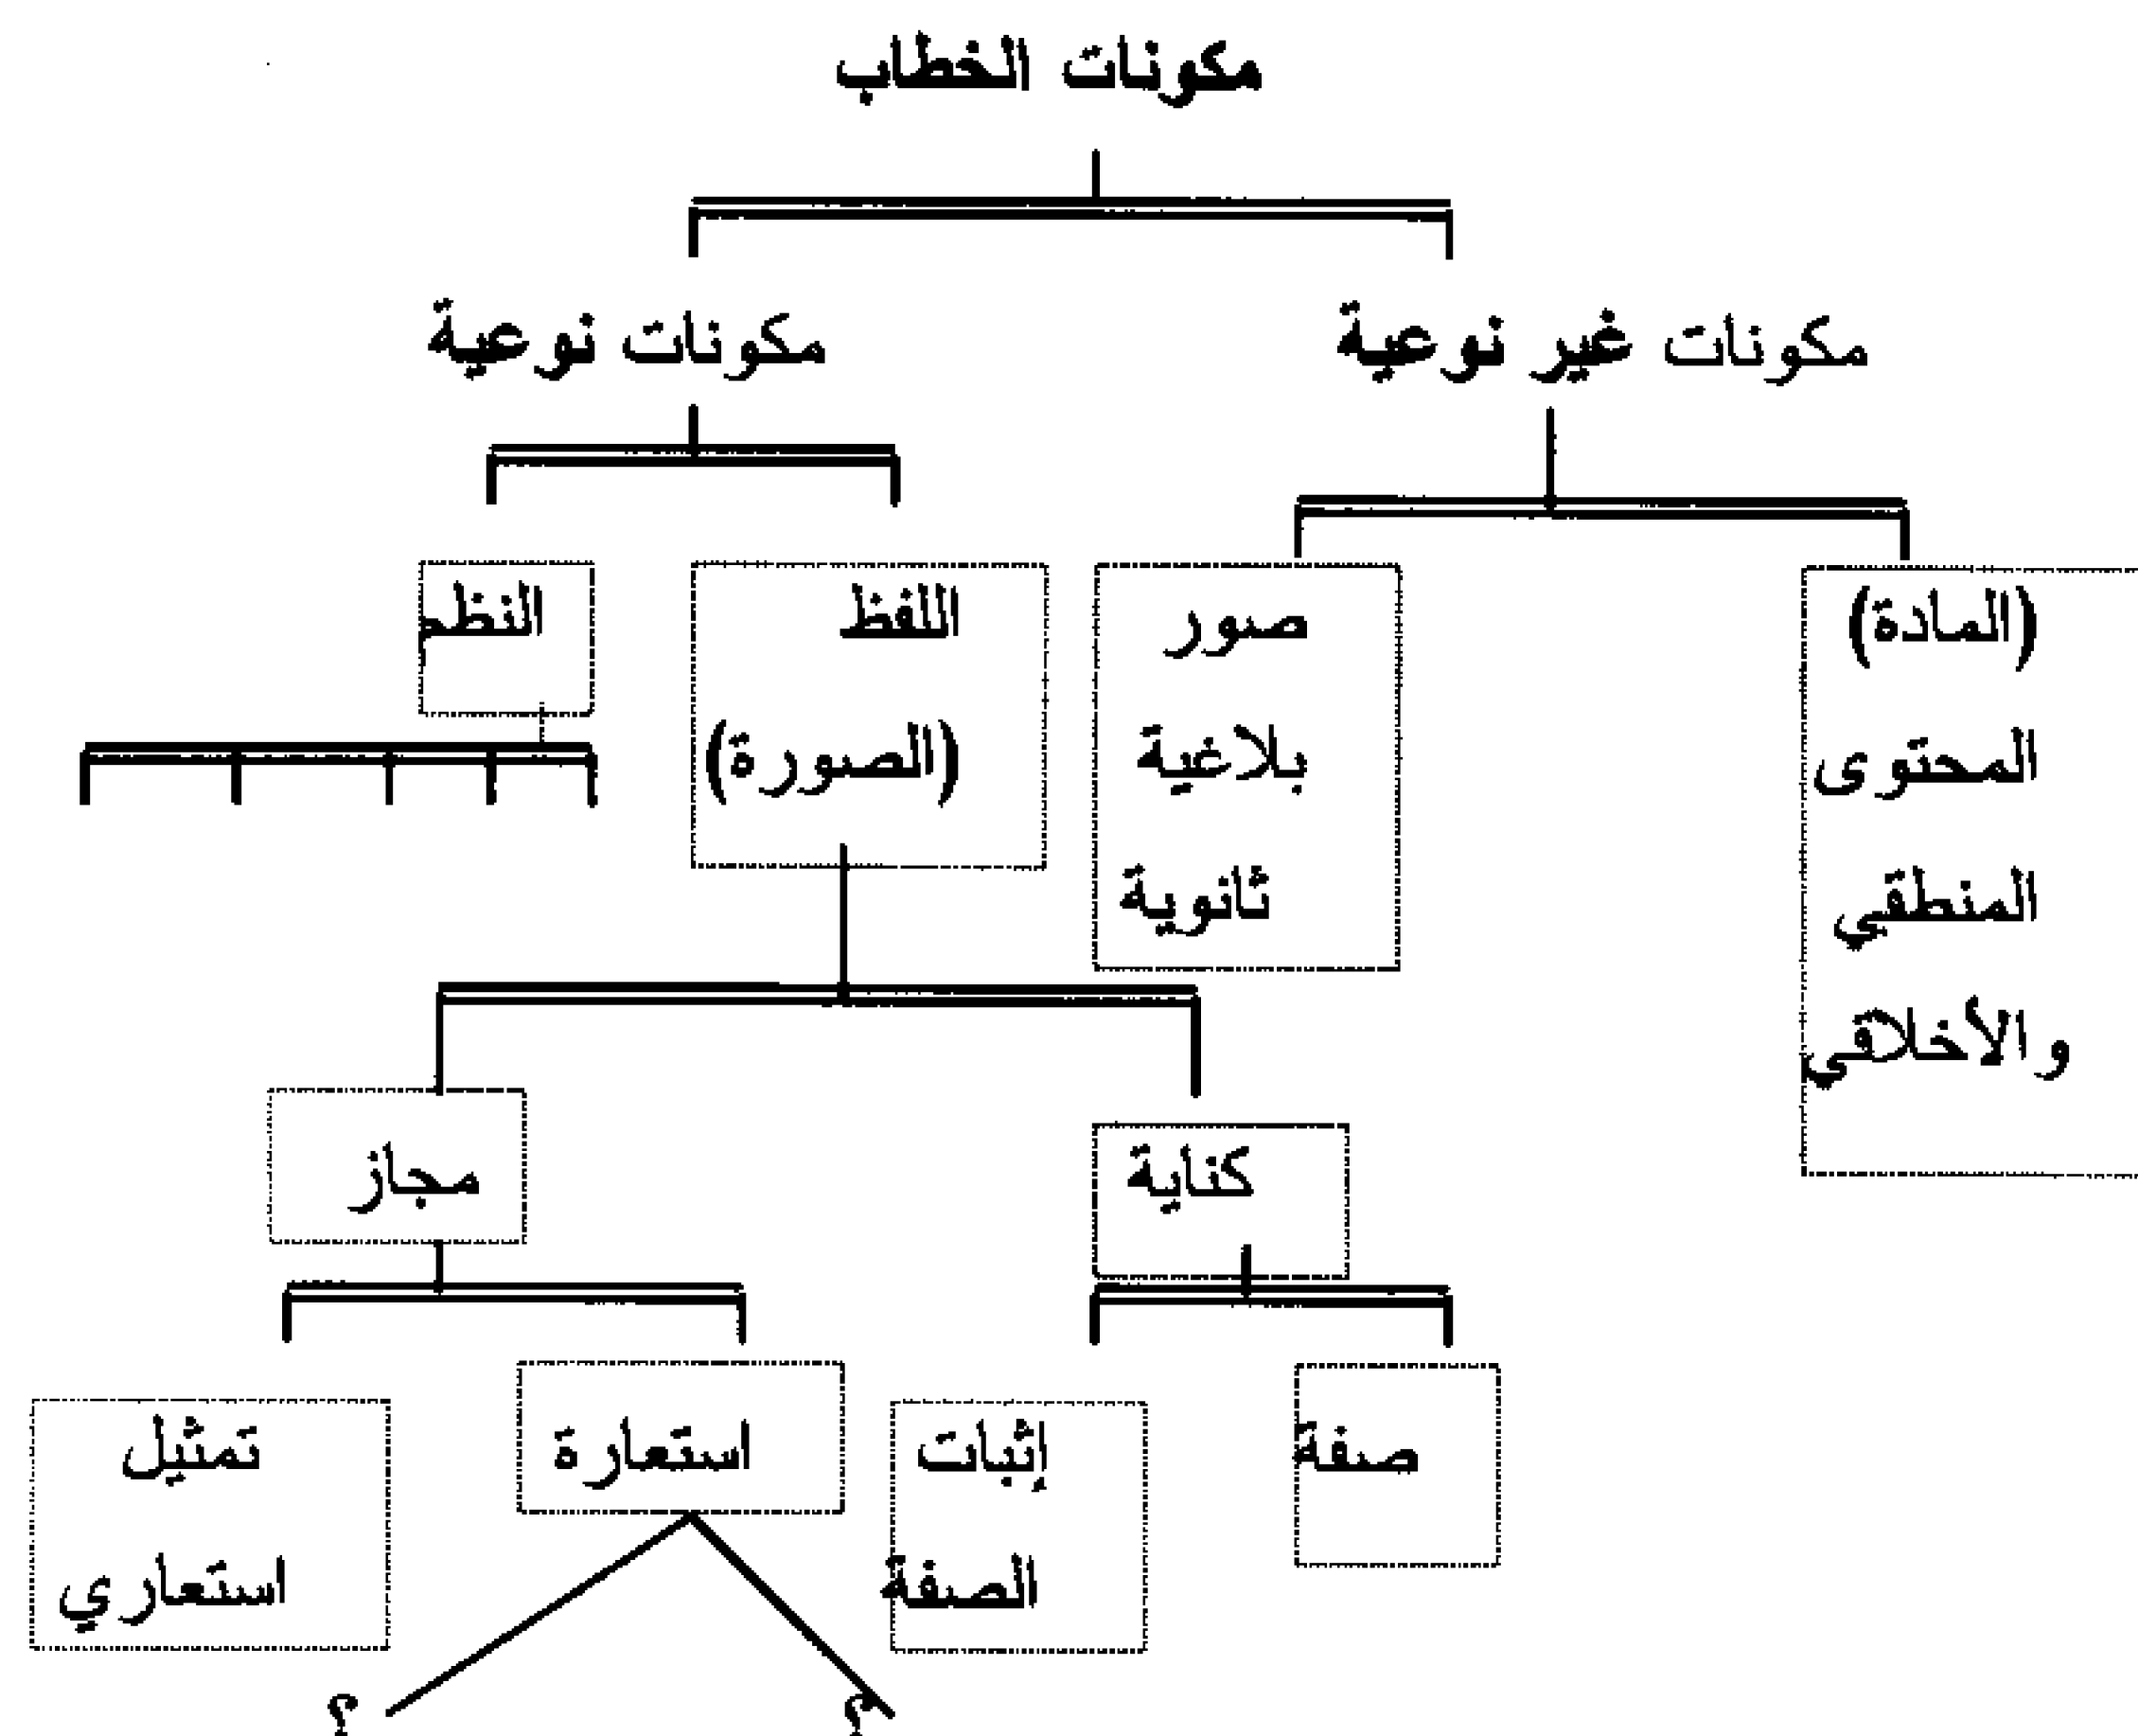 مكونات الخطاب
مكونات غير نوعية
مكونات نوعية
(المادة)
المحتوى
المنطقي
والأخلاقي
صور
بلاغية
ثانوية
اللفظ
(الصورة)
النظم
كناية
مجاز
صفة
إثبات
الصفة
استعارة
تمثيل
استعاري
؟
؟